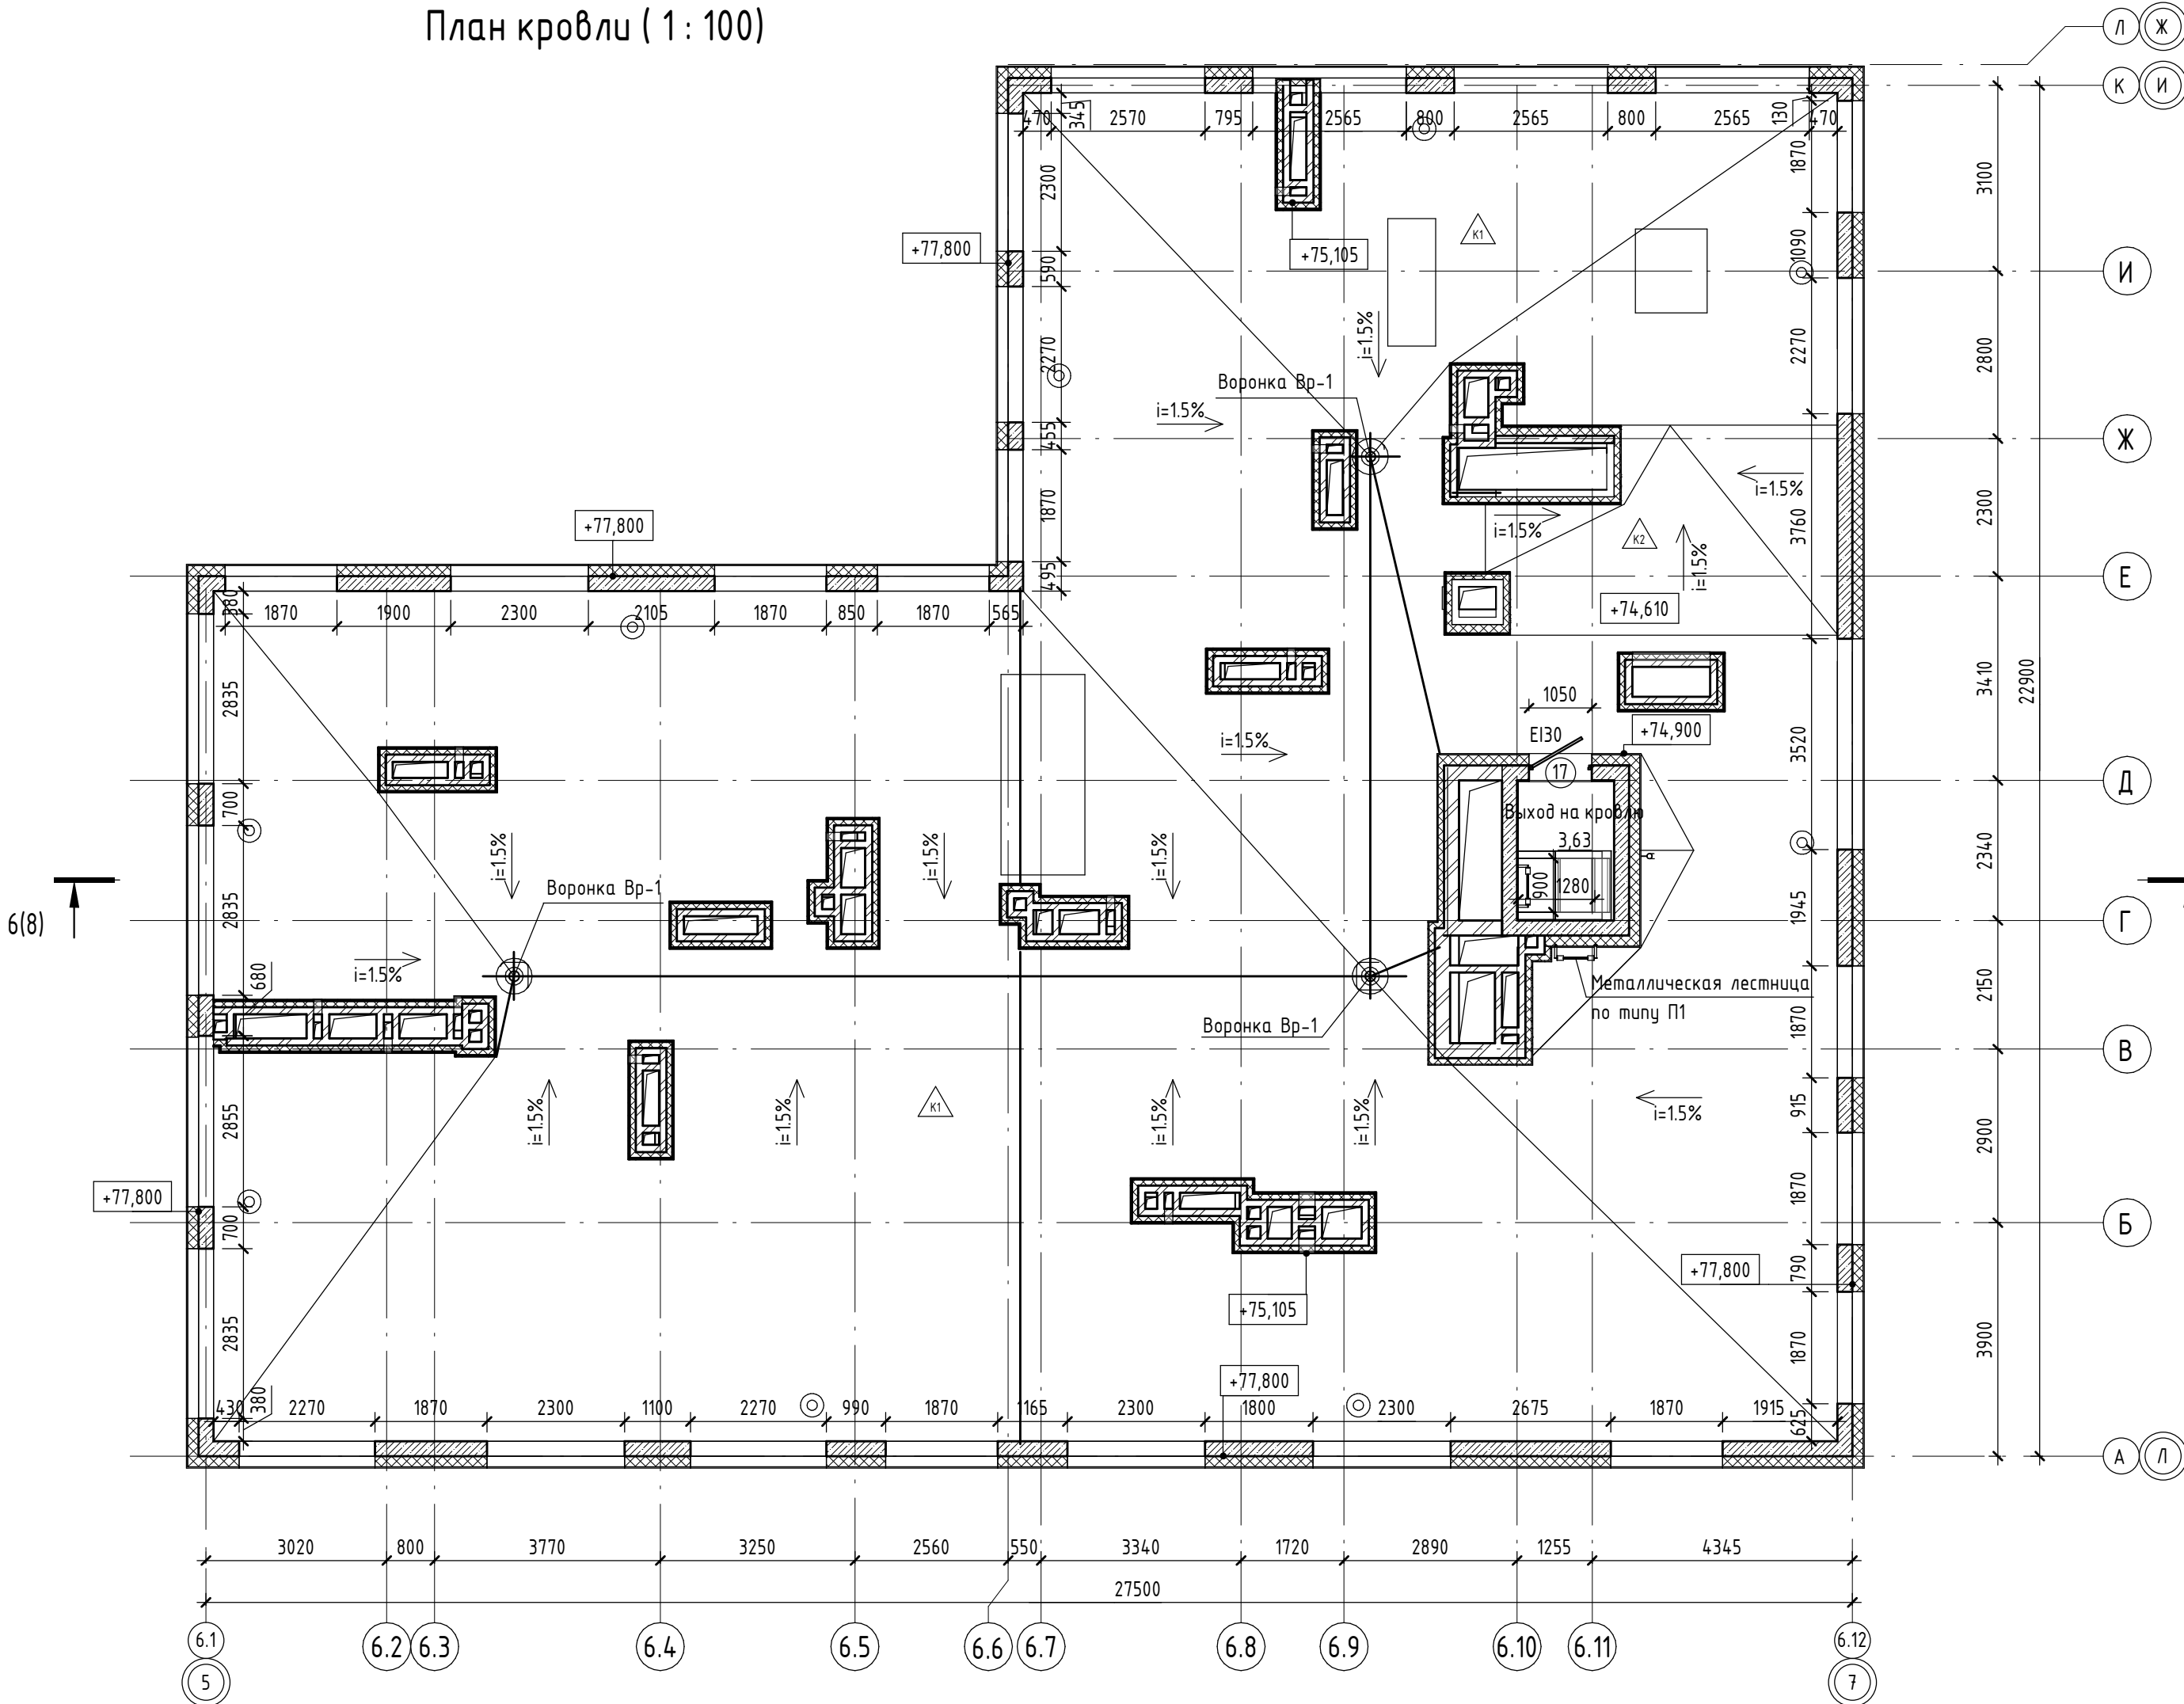 План кровли ( 1 : 100)
Л Ж
К И
470 345 2570 795 2565 800 2565 800 2565 130 470
2300
1870
3100
+77,800
+75,105
К1
590
1090
И
2270
i=1.5%
2270
2800
22900
Воронка Вр-1
i=1.5%
455
Ж
1870
i=1.5%
i=1.5%
К2
i=1.5%
3760
2300
+77,800
495
Е
380 1870 1900 2300 2105 1870 850 1870 565
+74,610
2835
1050
3410
i=1.5%
EI30
+74,900
3520
17
Д
700
Выход на кровлю
3,63
i=1.5%
i=1.5%
i=1.5%
2340
Воронка Вр-1
900 1280
2835
1945
6(8)
Г
i=1.5%
680
Металлическая лестница
по типу П1
Воронка Вр-1
2150
1870
В
2855
i=1.5%
i=1.5%
К1
i=1.5%
i=1.5%
i=1.5%
915
2900
+77,800
700
1870
Б
+77,800
790
+75,105
2835
1870
3900
+77,800
430 380 2270 1870 2300 1100 2270 990 1870 1165 2300 1800 2300 2675 1870 1915 625
А Л
3020 800 3770 3250 2560 550 3340 1720 2890 1255 4345
27500
6.1 6.2 6.3 6.4 6.5 6.6 6.7 6.8 6.9 6.10 6.11 6.12
5 7